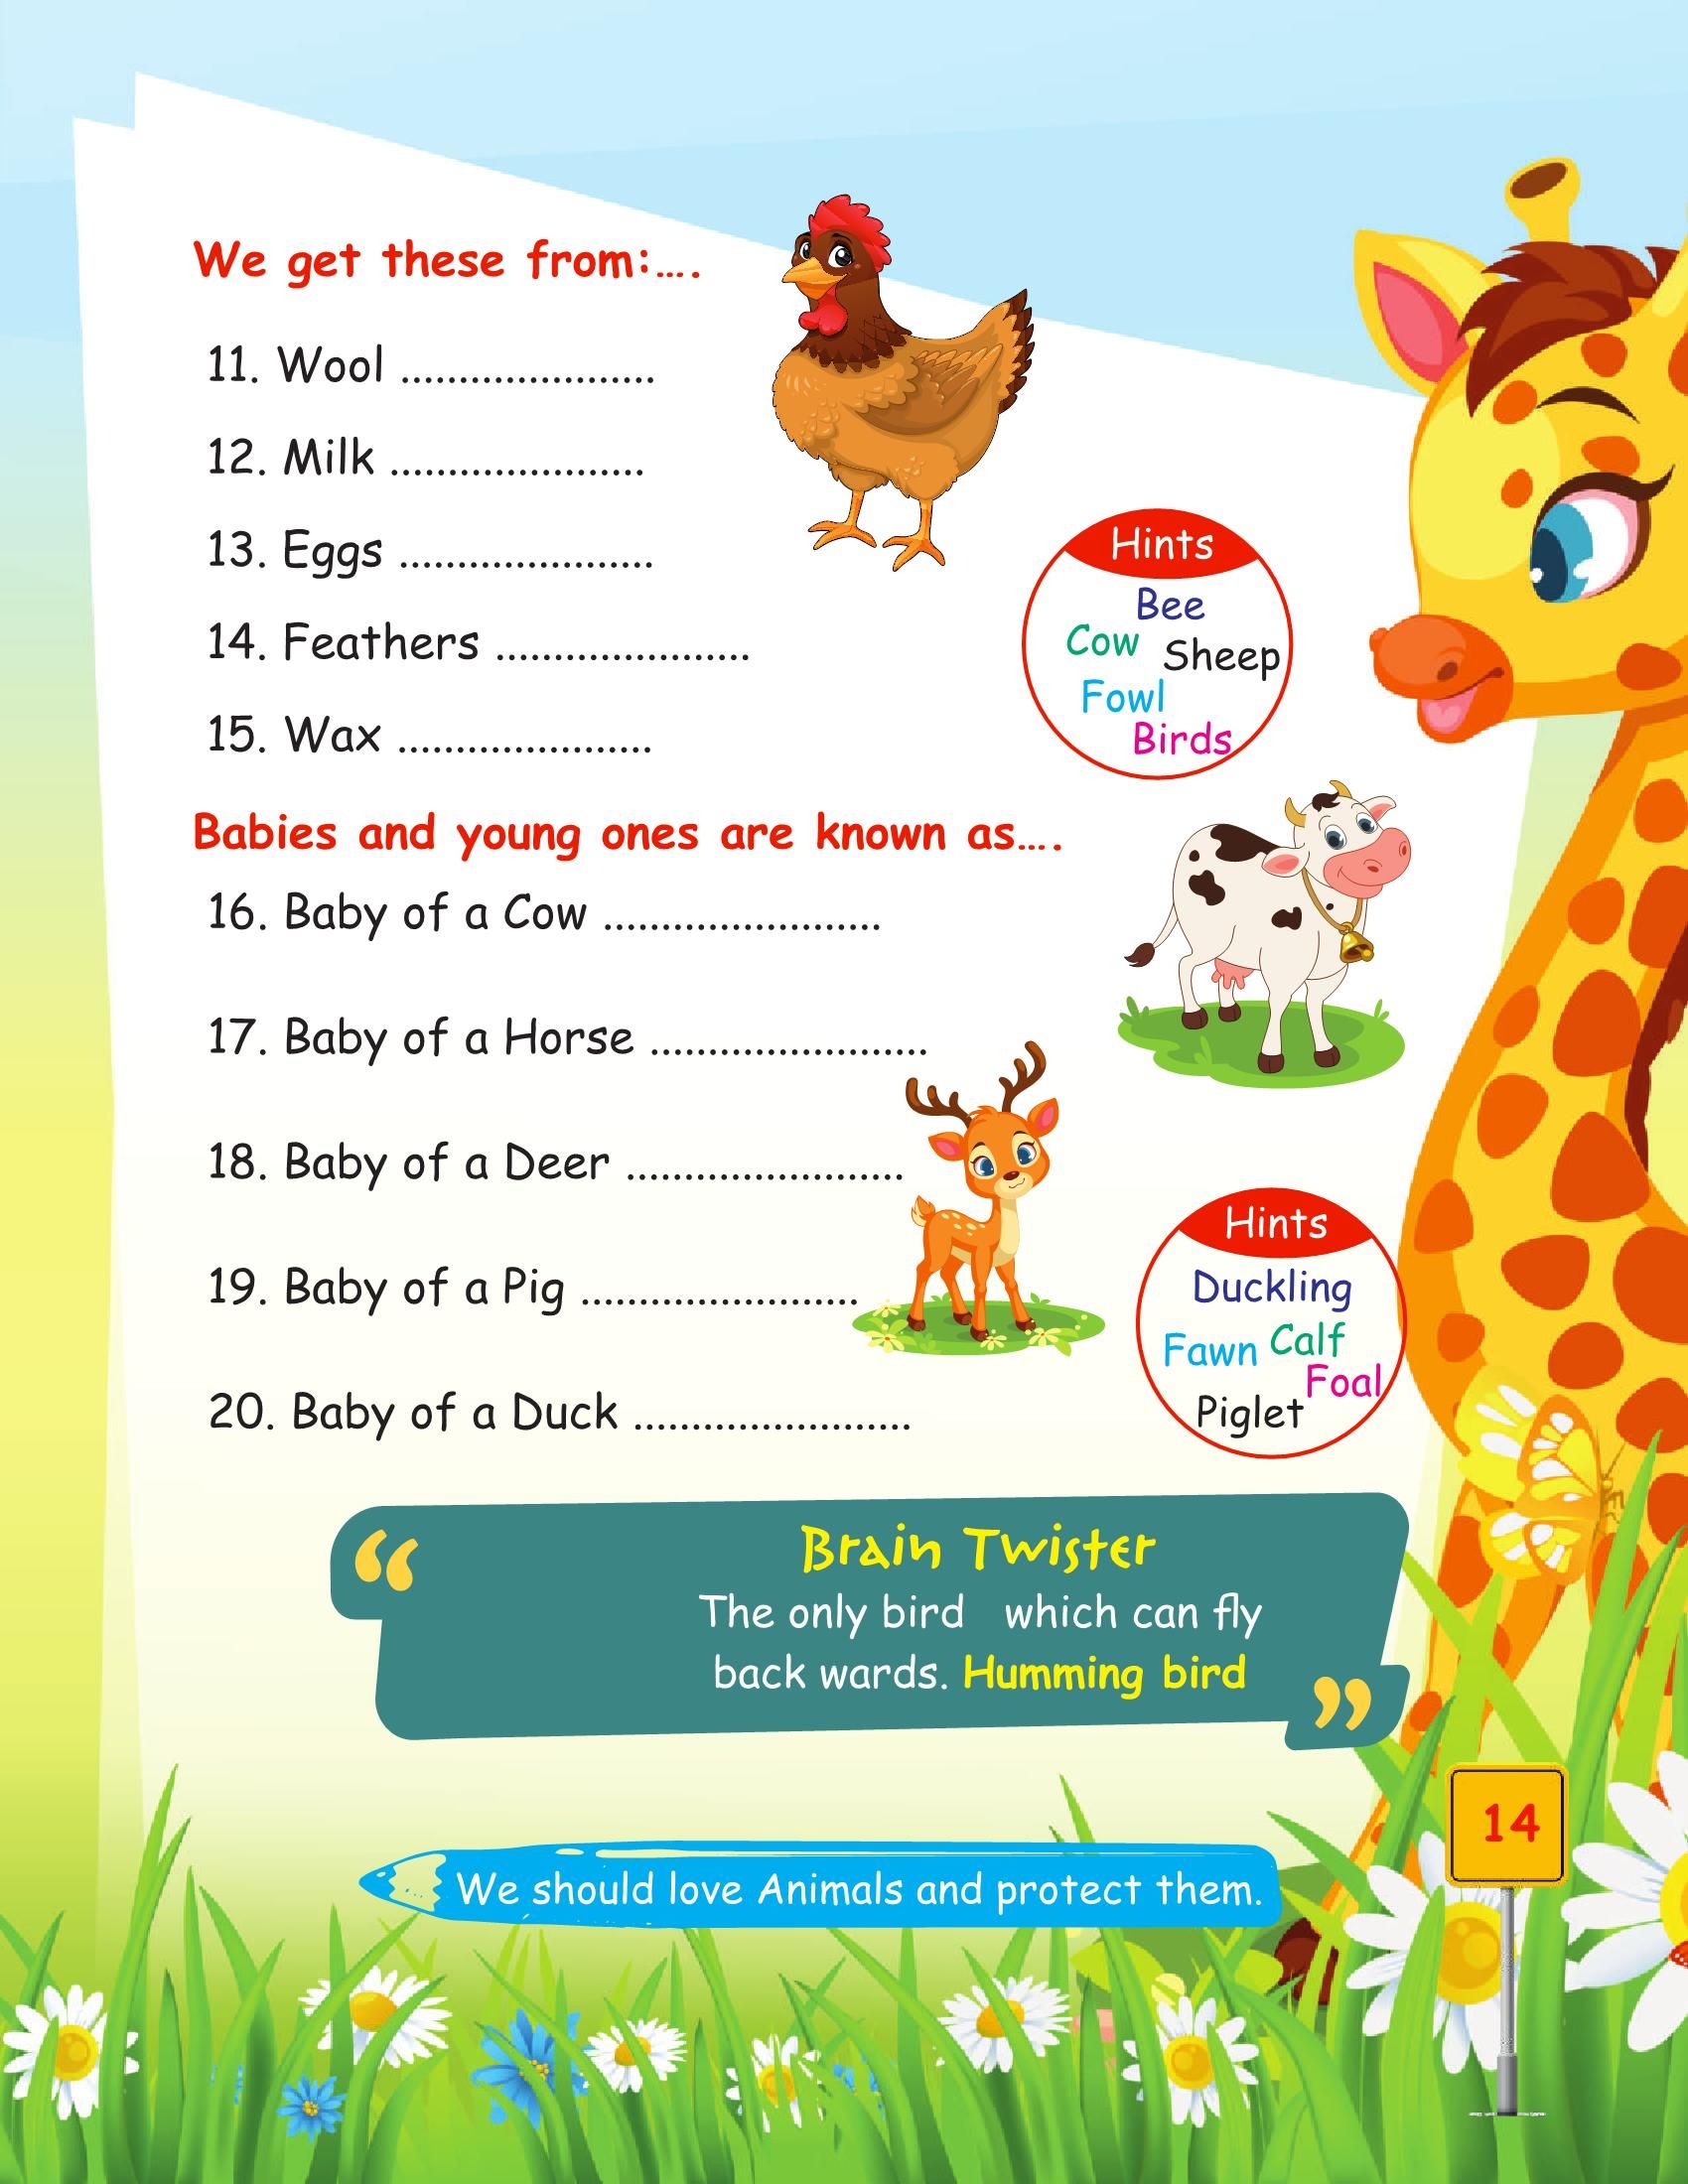 We get these from:....
11. Wool ......................
12. Milk ......................
13. Eggs ......................
14. Feathers ......................
15. Wax ......................
Hints
Bee
Cow Sheep
Fowl
Birds
Babies and young ones are known as....
16. Baby of a Cow ........................
17. Baby of a Horse ........................
18. Baby of a Deer ........................
19. Baby of a Pig ........................
20. Baby of a Duck ........................
Hints
Duckling
Fawn Calf
Foal
Piglet
“
Brain Twister
The only bird which can fly
back wards. Humming bird
”
14
We should love Animals and protect them.